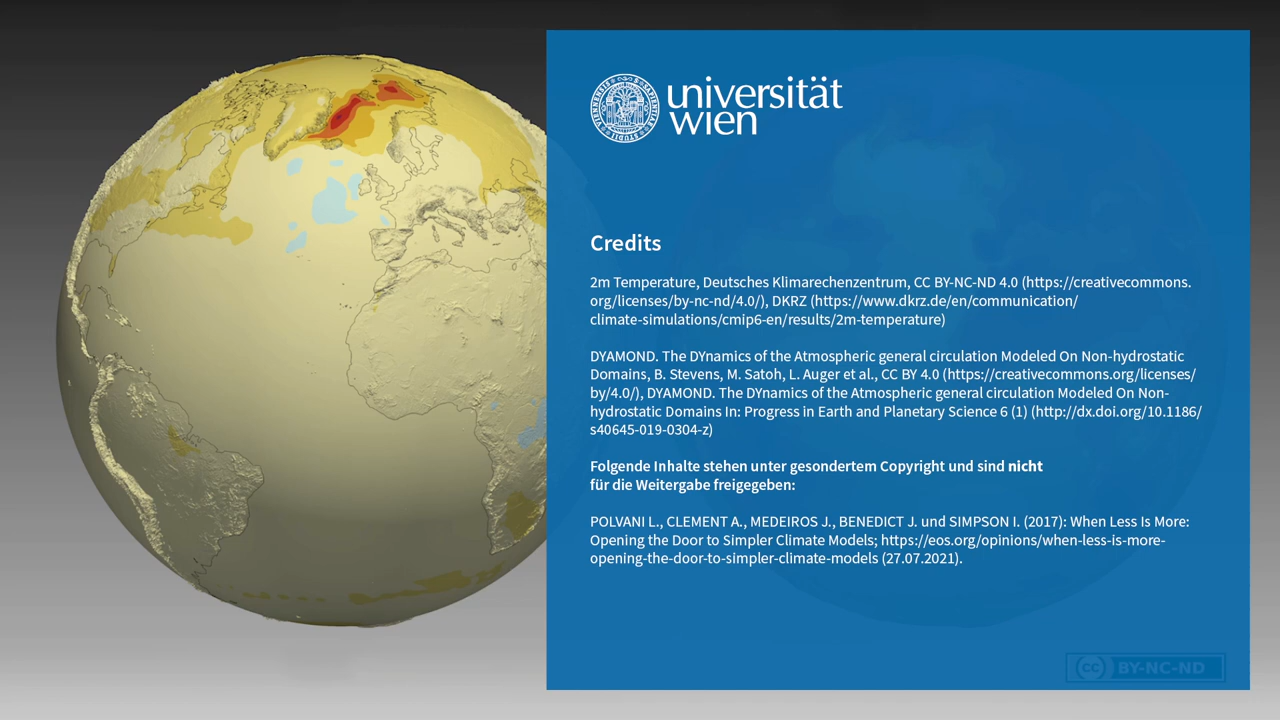 universität
wien
Credits
2m Temperature, Deutsches Klimarechenzentrum, CC BY-NC-ND 4.0 (https://creativecommons.
org/licenses/by-nc-nd/4.0/), DKRZ (https://www.dkrz.de/en/communication/
climate-simulations/cmip6-en/results/2m-temperature)
DYAMOND. The DYnamics of the Atmospheric general circulation Modeled On Non-hydrostatic
Domains, B. Stevens, M. Satoh, L. Auger et al., CC BY 4.0 (https://creativecommons.org/licenses/
by/4.0/), DYAMOND. The DYnamics of the Atmospheric general circulation Modeled On Non-
hydrostatic Domains In: Progress in Earth and Planetary Science 6 (1) (http://dx.doi.org/10.1186/
s40645-019-0304-z)
Folgende Inhalte stehen unter gesondertem Copyright und sind nicht
für die Weitergabe freigegeben:
POLVANI L., CLEMENT A., MEDEIROS J., BENEDICT J. und SIMPSON I. (2017): When Less Is More:
Opening the Door to Simpler Climate Models; https://eos.org/opinions/when-less-is-more-
opening-the-door-to-simpler-climate-models (27.07.2021).
cc BY-NC-ND